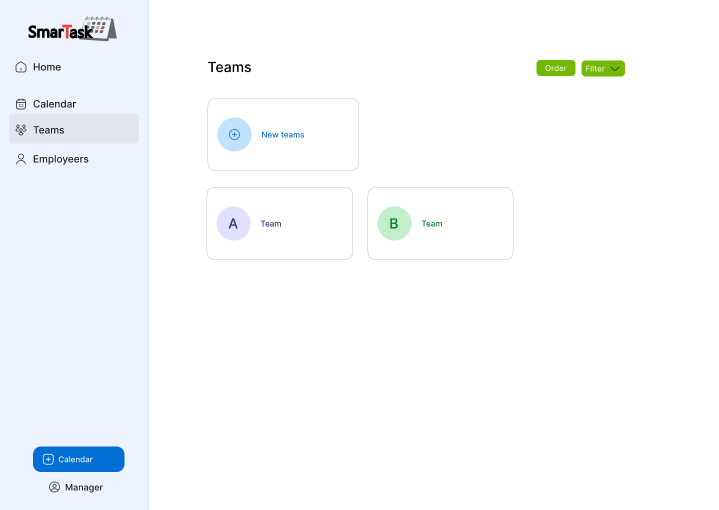 SmarTask
Home
Calendar
Teams
Employeers
Calendar
Manager
Teams
Order
Filter
New teams
A
Team
B
Team